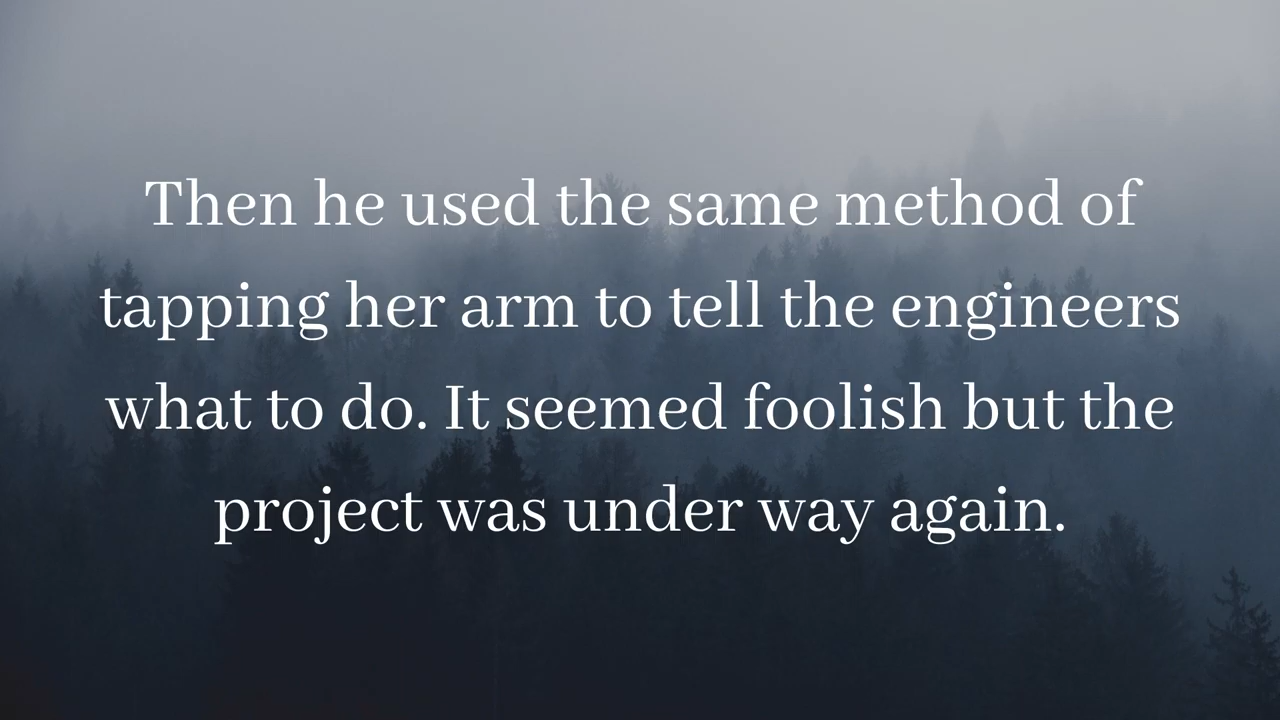 Then he used the same method of
tapping her arm to tell the engineers
what to do. It seemed foolish but the
project was under way again.